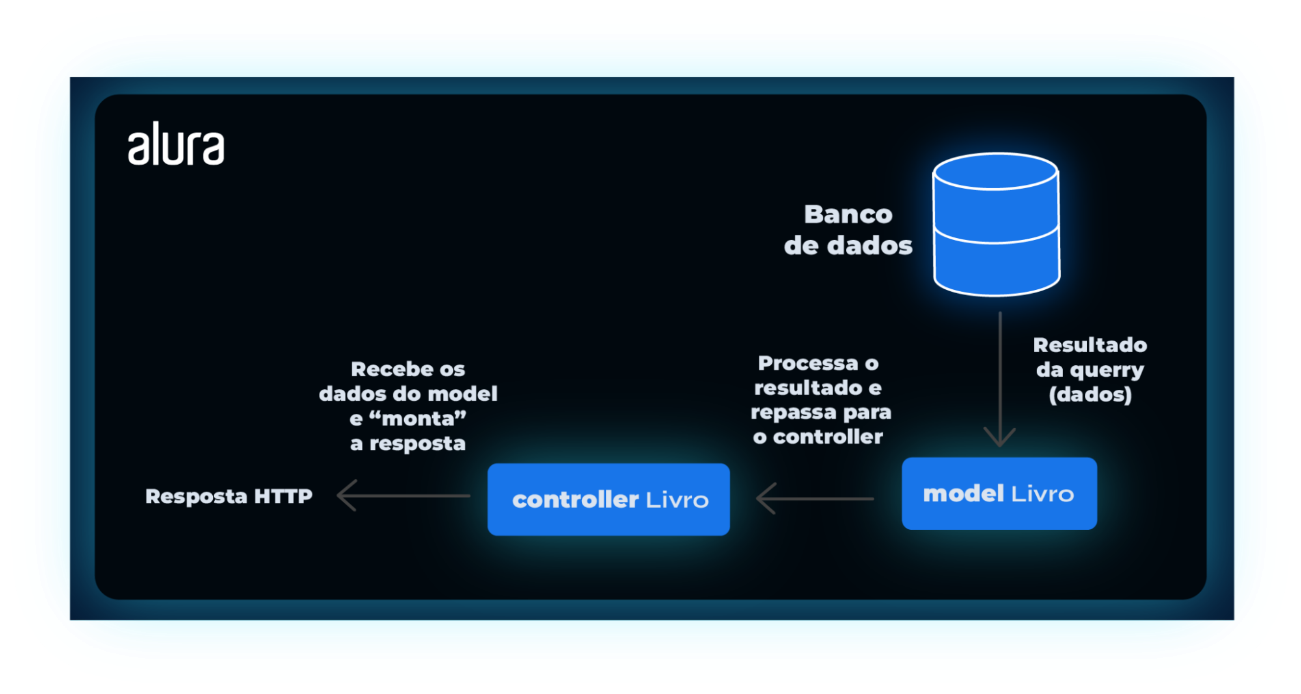 alura
Banco
de dados
Resultado
da querry
(dados)
Processa o
resultado e
repassa para
o controller
Recebe os
dados do model
e “monta”
a resposta
Resposta HTTP
controller Livro
model Livro